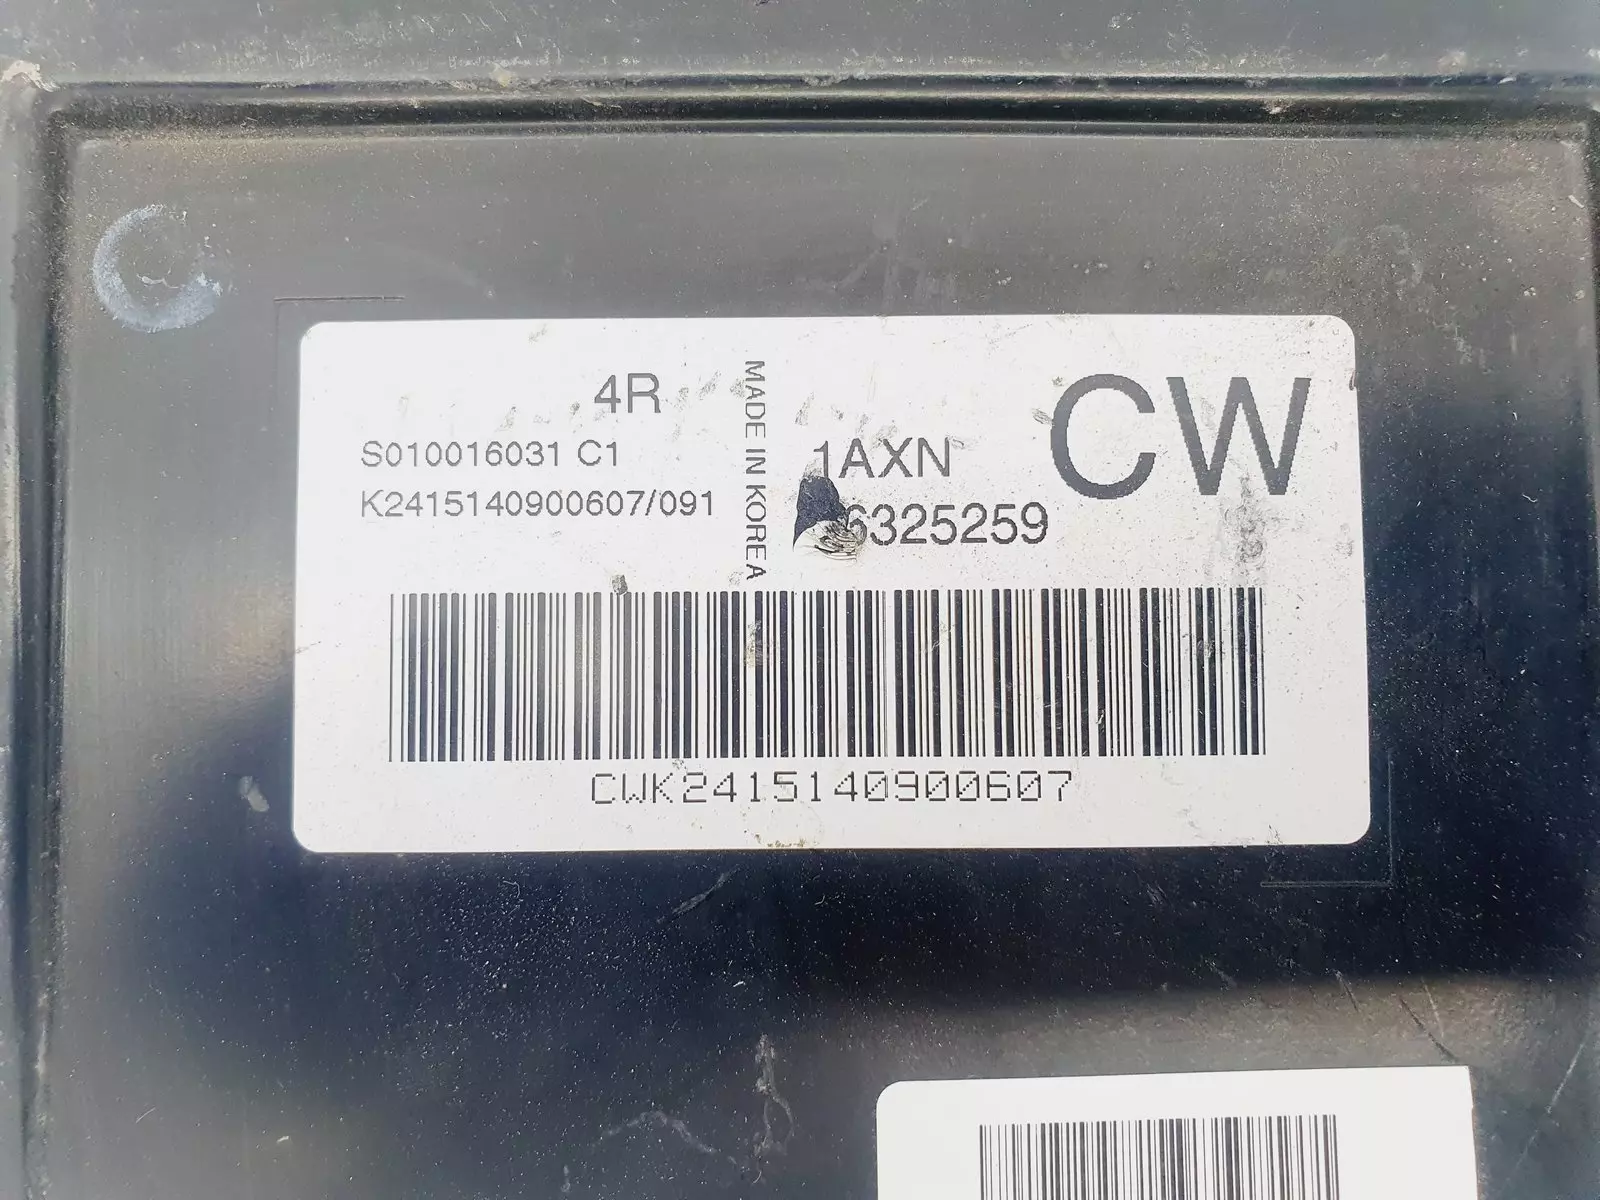 4R
S010016031 C1
K2415140900607/091
MADE IN KOREA
1AXN
CW
CWK2415140900607